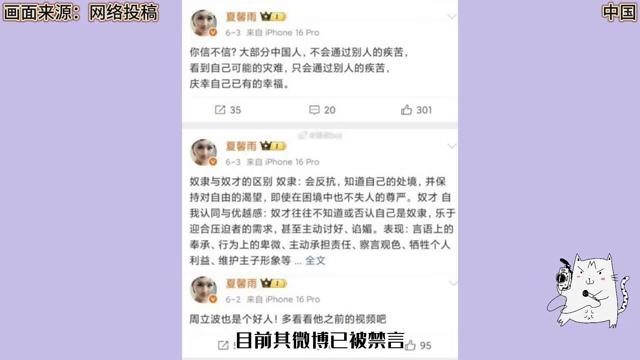 画面来源：网络投稿
中国
夏馨雨
6-3 来自 iPhone 16 Pro
你信不信？大部分中国人，不会通过别人的疾苦，
看到自己可能的灾难，只会通过别人的疾苦，
庆幸自己已有的幸福。
35
20
301
夏馨雨
6-3 来自 iPhone 16 Pro
奴隶与奴才的区别 奴隶：会反抗，知道自己的处境，并保
持对自由的渴望，即使在困境中也不失人的尊严。奴才 自
我认同与优越感：奴才往往不知道或否认自己是奴隶，乐于
迎合压迫者的需求，甚至主动讨好、谄媚。表现：言语上的
奉承、行为上的卑微、主动承担责任、察言观色、牺牲个人
利益、维护主子形象等 ... 全文
夏馨雨
6-2 来自 iPhone 16 Pro
周立波也是个好人！多看看他之前的视频吧
95
目前其微博已被禁言